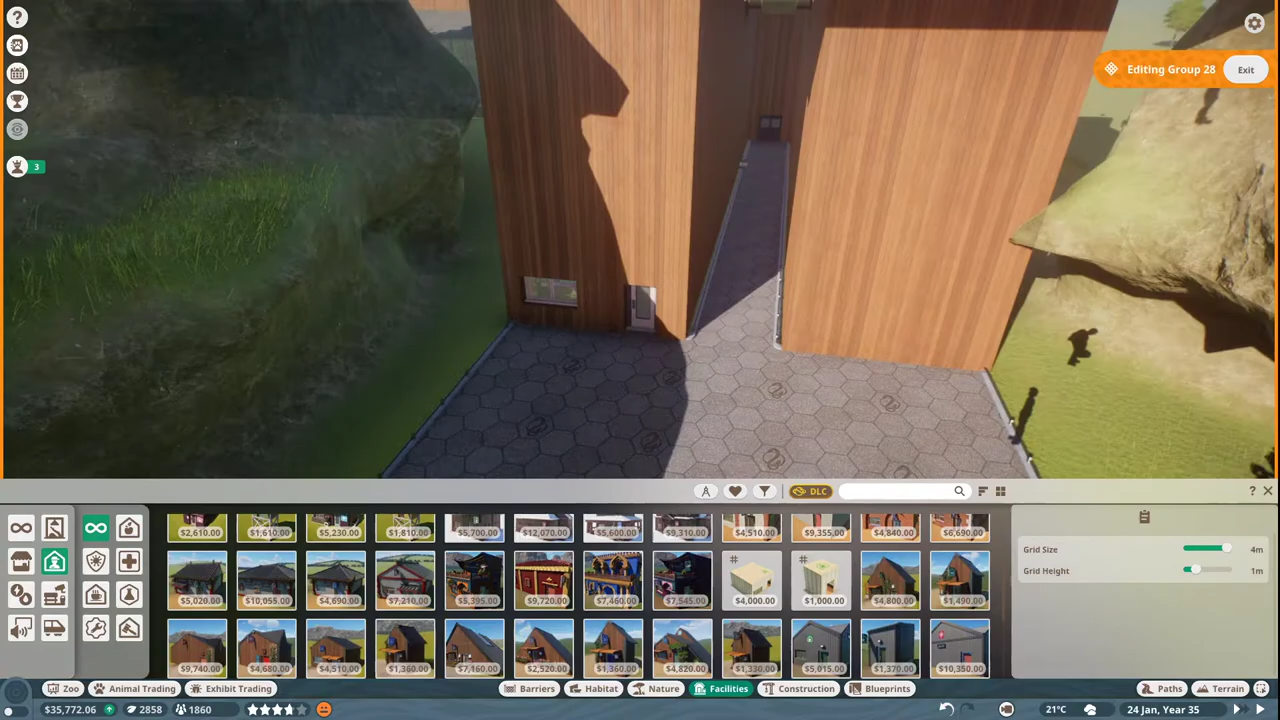 Editing Group 28 Exit
3
DLC
$2,610.00 $1,610.00 $5,230.00 $1,810.00 $5,700.00 $12,070.00 $5,600.00 $9,310.00 $4,510.00 $9,355.00 $4,840.00 $6,690.00
$5,020.00 $10,055.00 $4,690.00 $7,210.00 $5,395.00 $9,720.00 $7,460.00 $7,545.00 $4,000.00 $1,000.00 $4,800.00 $1,490.00
$9,740.00 $4,680.00 $4,510.00 $1,360.00 $7,160.00 $2,520.00 $1,360.00 $4,820.00 $1,330.00 $5,015.00 $1,370.00 $10,350.00
Grid Size 4m
Grid Height 1m
Zoo Animal Trading Exhibit Trading Barriers Habitat Nature Facilities Construction Blueprints Paths Terrain
$35,772.06 2858 1860 21°C 24 Jan, Year 35